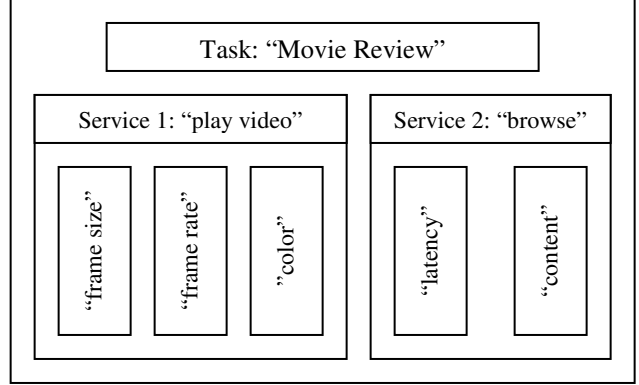 Task: “Movie Review”
Service 1: “play video”
Service 2: “browse”
“frame size”
“frame rate”
”color”
“latency”
“content”